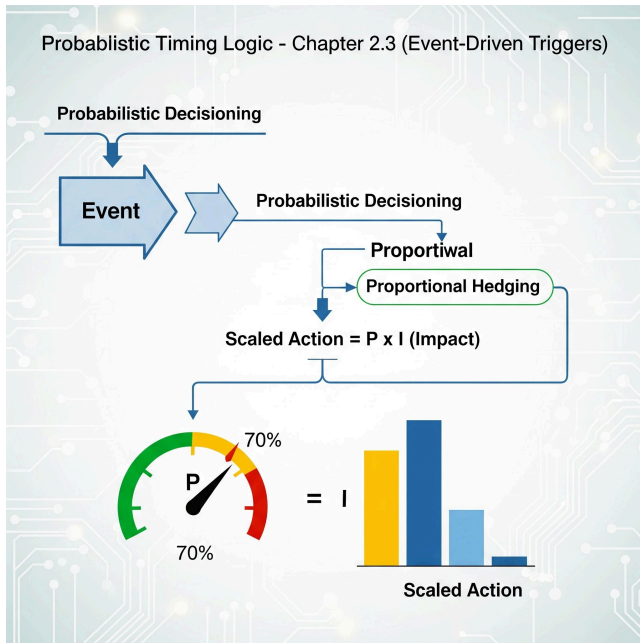 Probablistic Timing Logic - Chapter 2.3 (Event-Driven Triggers)
Probabilistic Decisioning
Event
Probabilistic Decisioning
Proportiwal
Proportional Hedging
Scaled Action = P x I (Impact)
70%
P
= I
70%
Scaled Action